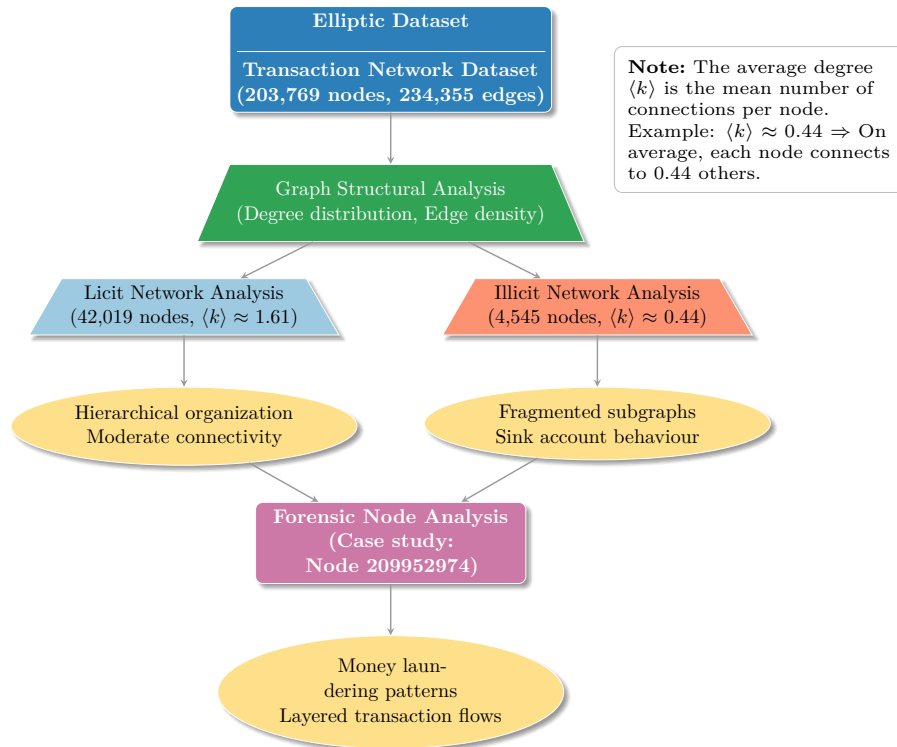 Elliptic Dataset
Transaction Network Dataset
(203,769 nodes, 234,355 edges)
Note: The average degree
⟨k⟩ is the mean number of
connections per node.
Example: ⟨k⟩ ≈ 0.44 ⇒ On
average, each node connects
to 0.44 others.
Graph Structural Analysis
(Degree distribution, Edge density)
Licit Network Analysis
(42,019 nodes, ⟨k⟩ ≈ 1.61)
Illicit Network Analysis
(4,545 nodes, ⟨k⟩ ≈ 0.44)
Hierarchical organization
Moderate connectivity
Fragmented subgraphs
Sink account behaviour
Forensic Node Analysis
(Case study:
Node 209952974)
Money laun-
dering patterns
Layered transaction flows